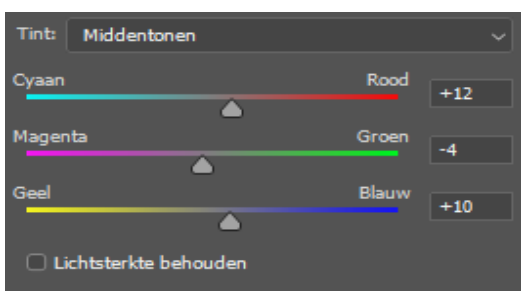 Tint: Middentonen
Cyaan Rood +12
Magenta Groen -4
Geel Blauw +10
Lichtsterkte behouden